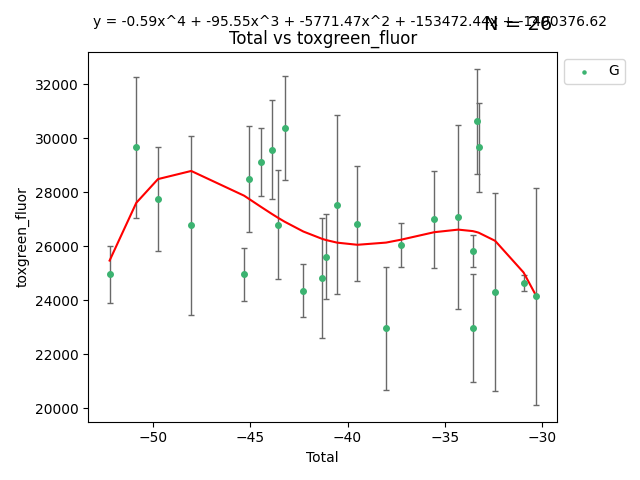 y = -0.59x^4 + -95.55x^3 + -5771.47x^2 + -153472.44x + -1490376.62
N = 26
Total vs toxgreen_fluor
G
toxgreen_fluor
32000
30000
28000
26000
24000
22000
20000
−50
−45
−40
−35
−30
Total